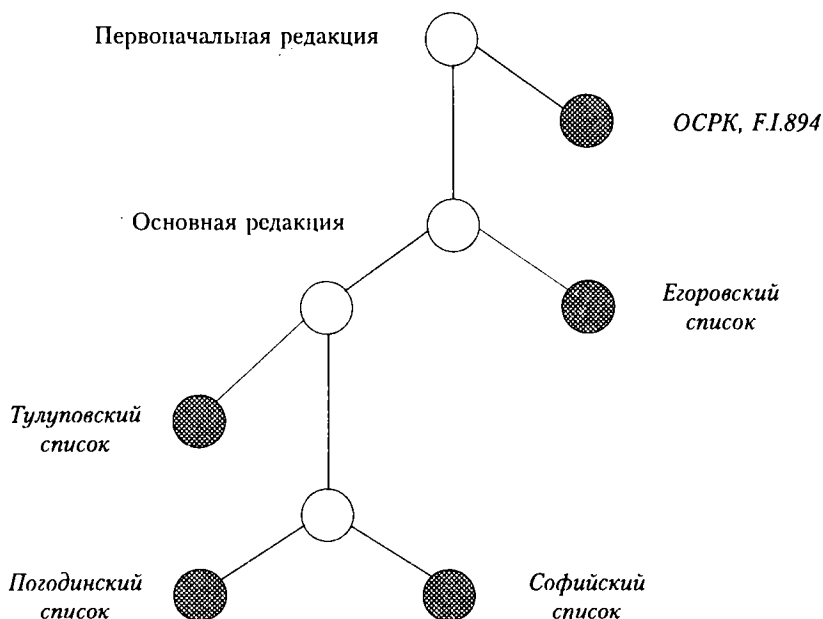 Первоначальная редакция
ОСРК, F.I.894
Основная редакция
Егоровский
список
Тулуповский
список
Погодинский
список
Софийский
список